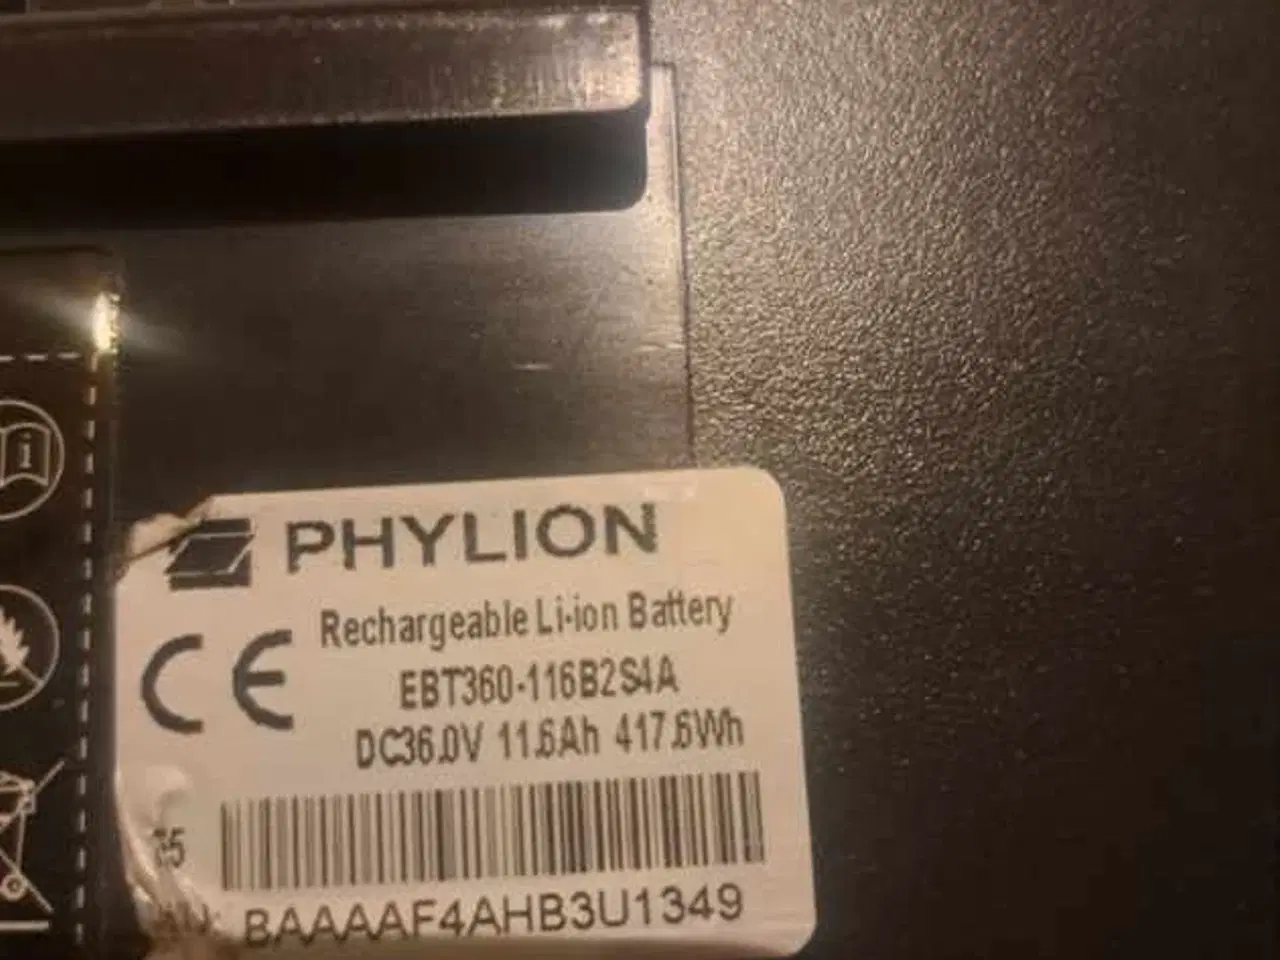 PHYLION
CE
Rechargeable Li-ion Battery
EBT360-116B2S4A
DC36.0V 11.6Ah 417.6Wh
BAAAAF4AHB3U1349